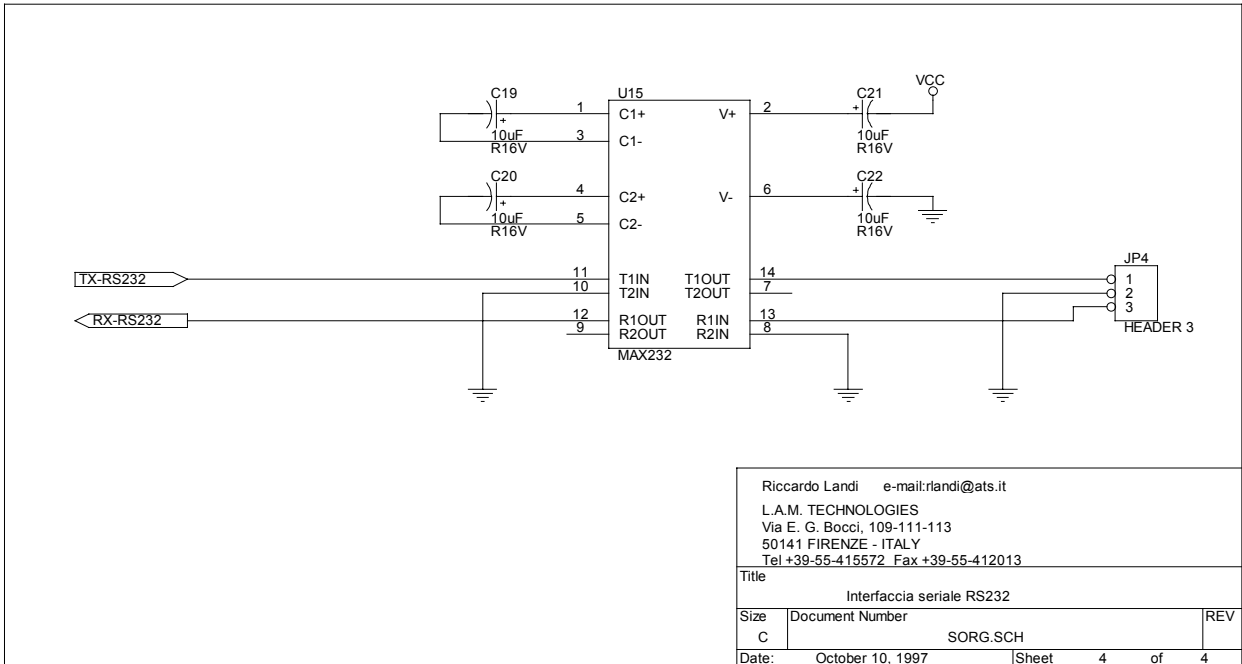 VCC
C19
U15
C21
1
C1+
V+
2
+
+
10uF
R16V
3
C1-
10uF
R16V
C20
C22
4
C2+
V-
6
+
+
10uF
R16V
5
C2-
10uF
R16V
JP4
TX-RS232
11
T1IN
T1OUT
14
1
10
T2IN
T2OUT
7
2
3
RX-RS232
12
R1OUT
R1IN
13
9
R2OUT
R2IN
8
HEADER 3
MAX232
Riccardo Landi e-mail:rlandi@ats.it
L.A.M. TECHNOLOGIES
Via E. G. Bocci, 109-111-113
50141 FIRENZE - ITALY
Tel +39-55-415572 Fax +39-55-412013
Title
Interfaccia seriale RS232
Size Document Number REV
C SORG.SCH
Date: October 10, 1997 Sheet 4 of 4